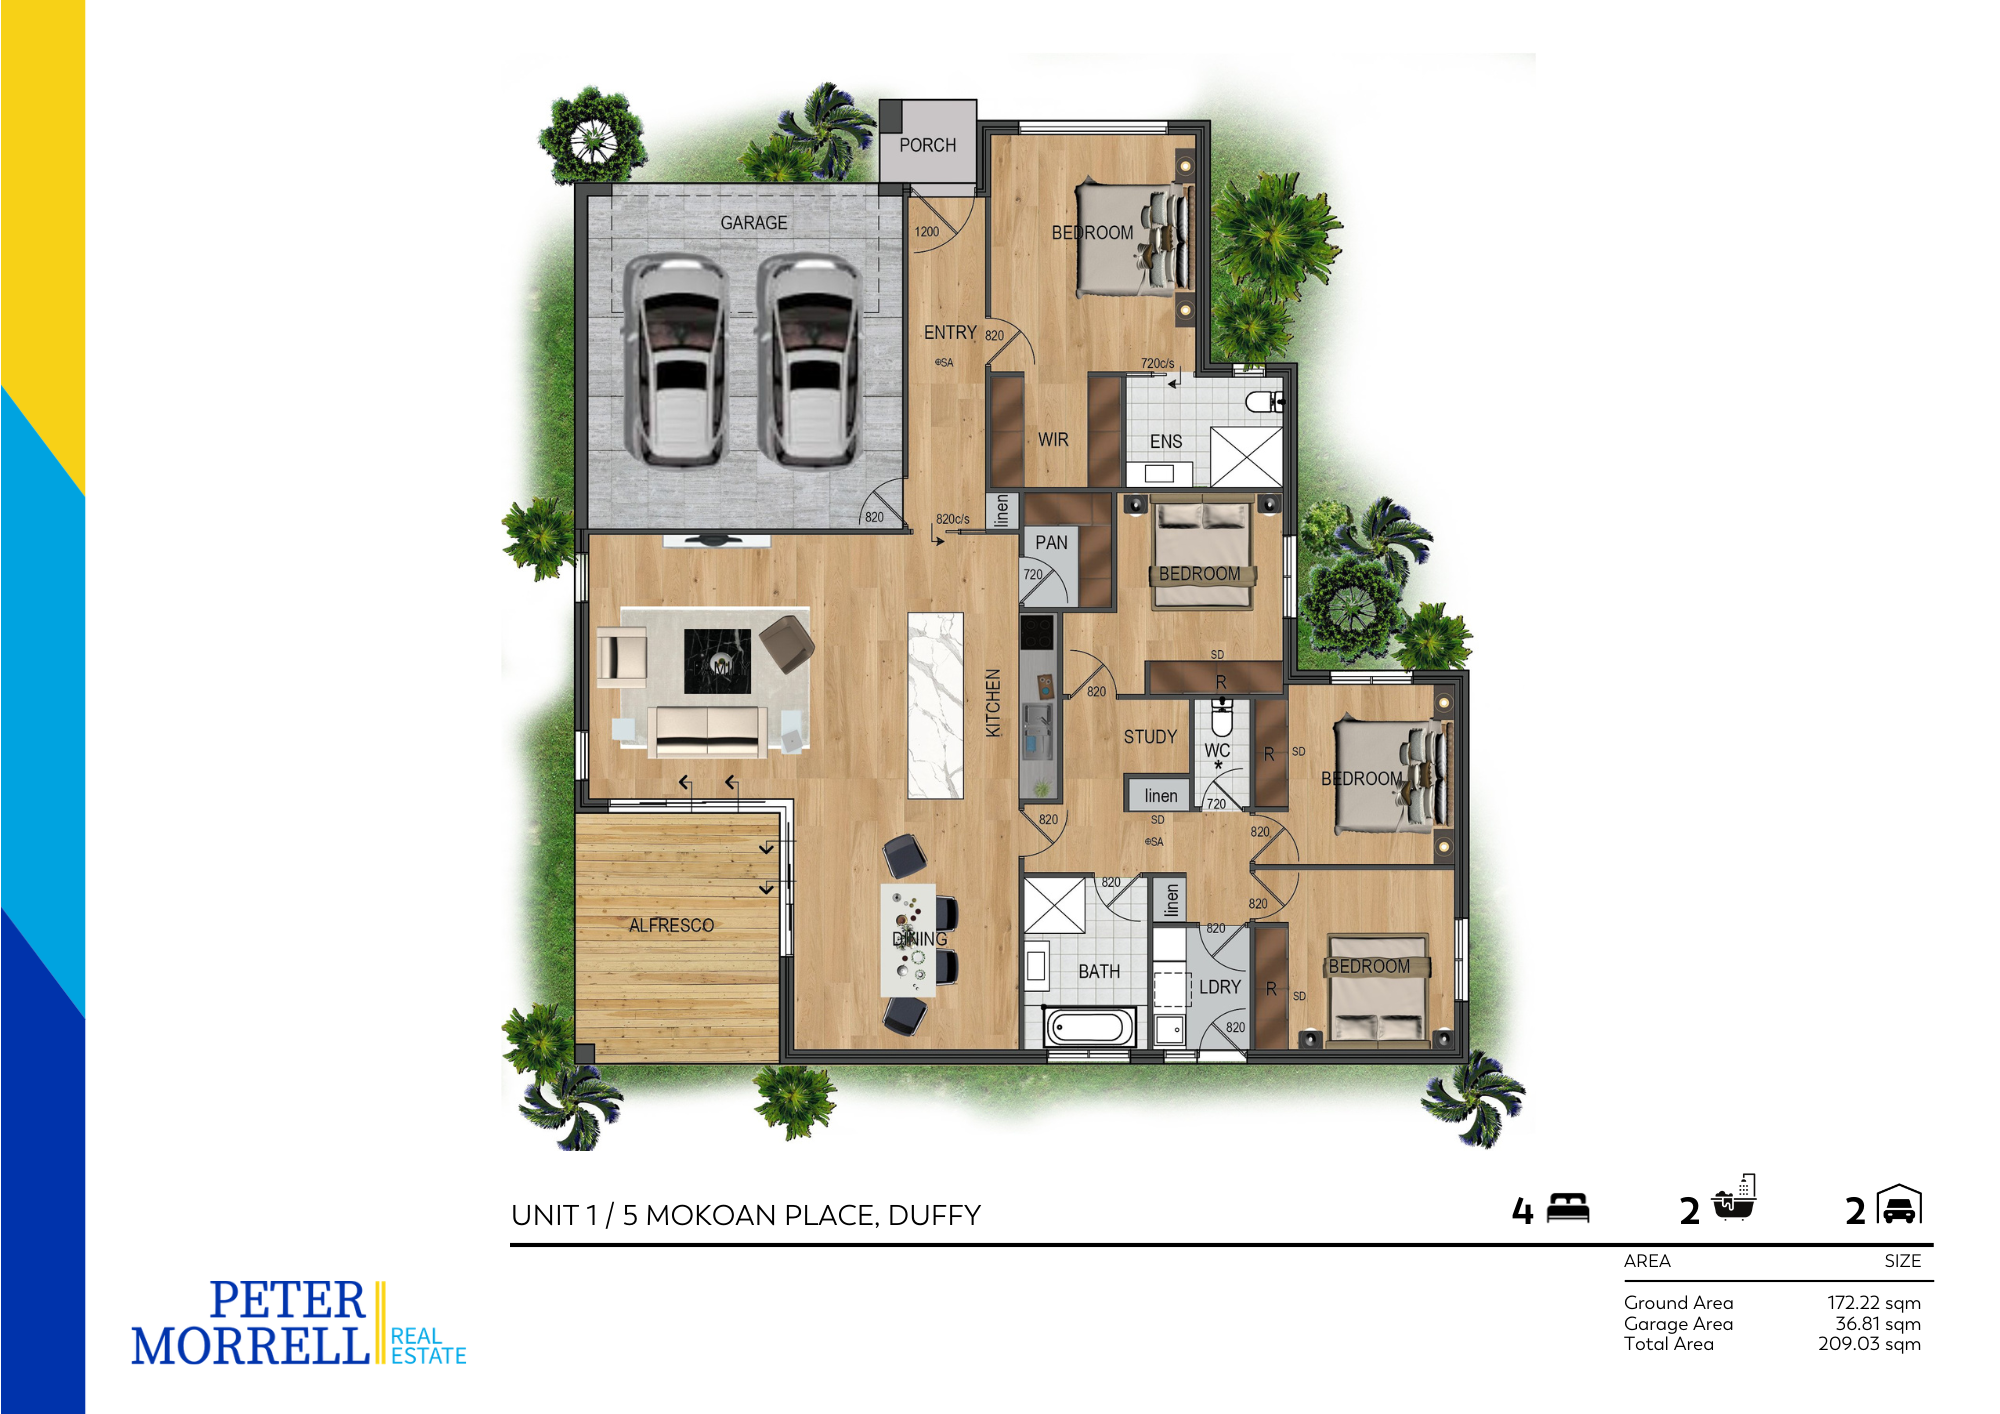 PORCH
GARAGE
1200
BEDROOM
ENTRY
820
⊕SA
720c/s
WIR
ENS
820
820c/s
linen
PAN
720
BEDROOM
SD
R
KITCHEN
820
STUDY
WC
*
R
SD
BEDROOM
linen
720
820
SD
⊕SA
820
820
linen
820
820
ALFRESCO
DINING
BATH
LDRY
R
SD
BEDROOM
820
UNIT 1 / 5 MOKOAN PLACE, DUFFY
4
2
2
AREA SIZE
Ground Area 172.22 sqm
Garage Area 36.81 sqm
Total Area 209.03 sqm
PETER
MORRELL
REAL
ESTATE